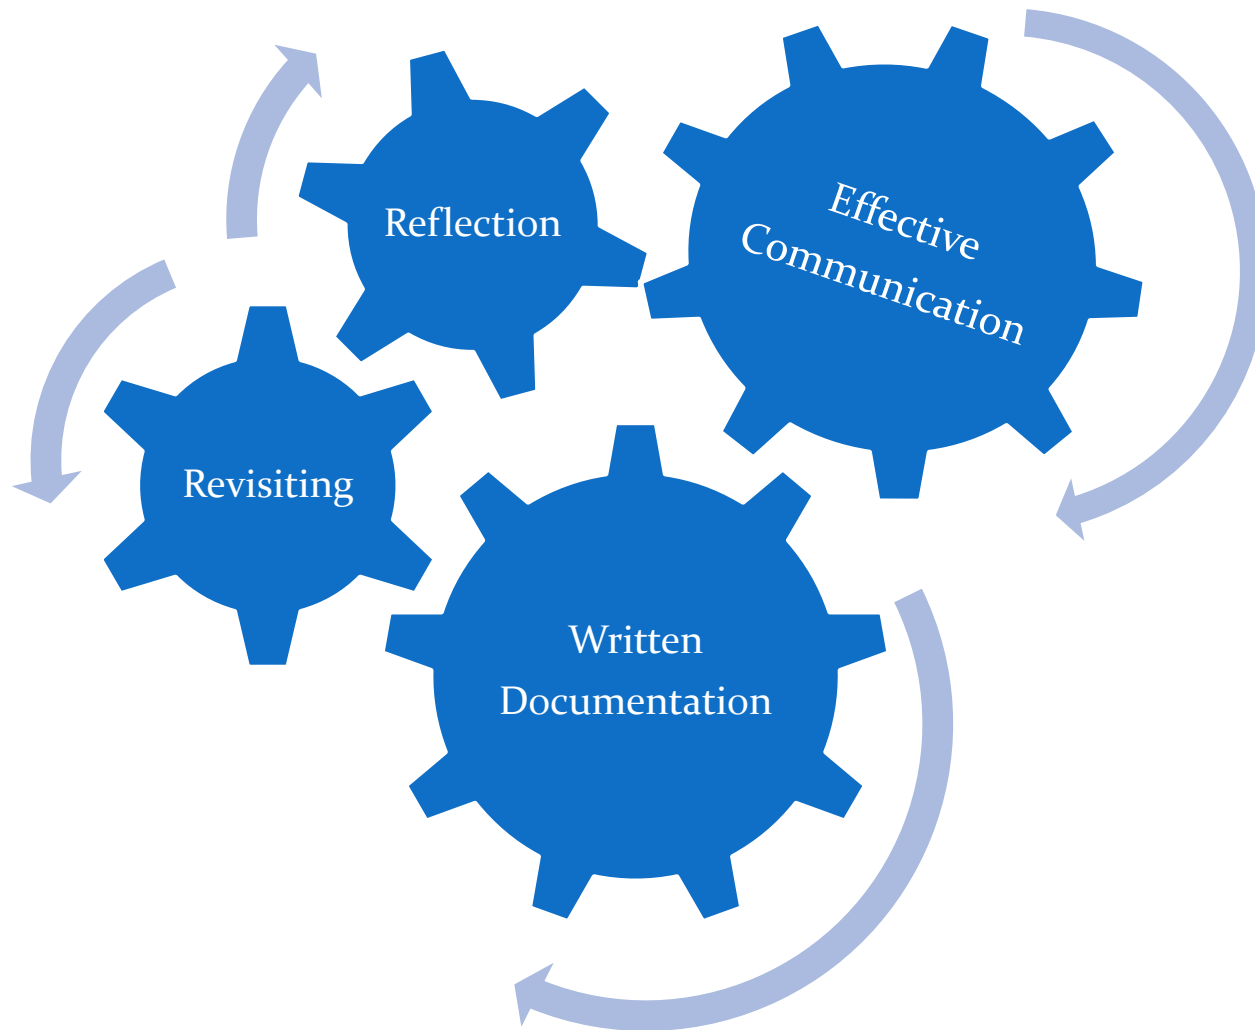 Reflection
Effective
Communication
Revisiting
Written
Documentation